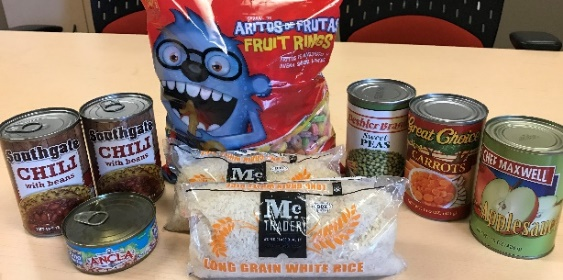 ARITOS DE FRUTAS
FRUIT RINGS
Southgate
CHILI
with beans
Southgate
CHILI
with beans
ANCLA
Mc
Mc
TRADER
LONG GRAIN WHITE RICE
Sweet
PEAS
Great Choice
CARROTS
CHEF MAXWELL
Applesauce